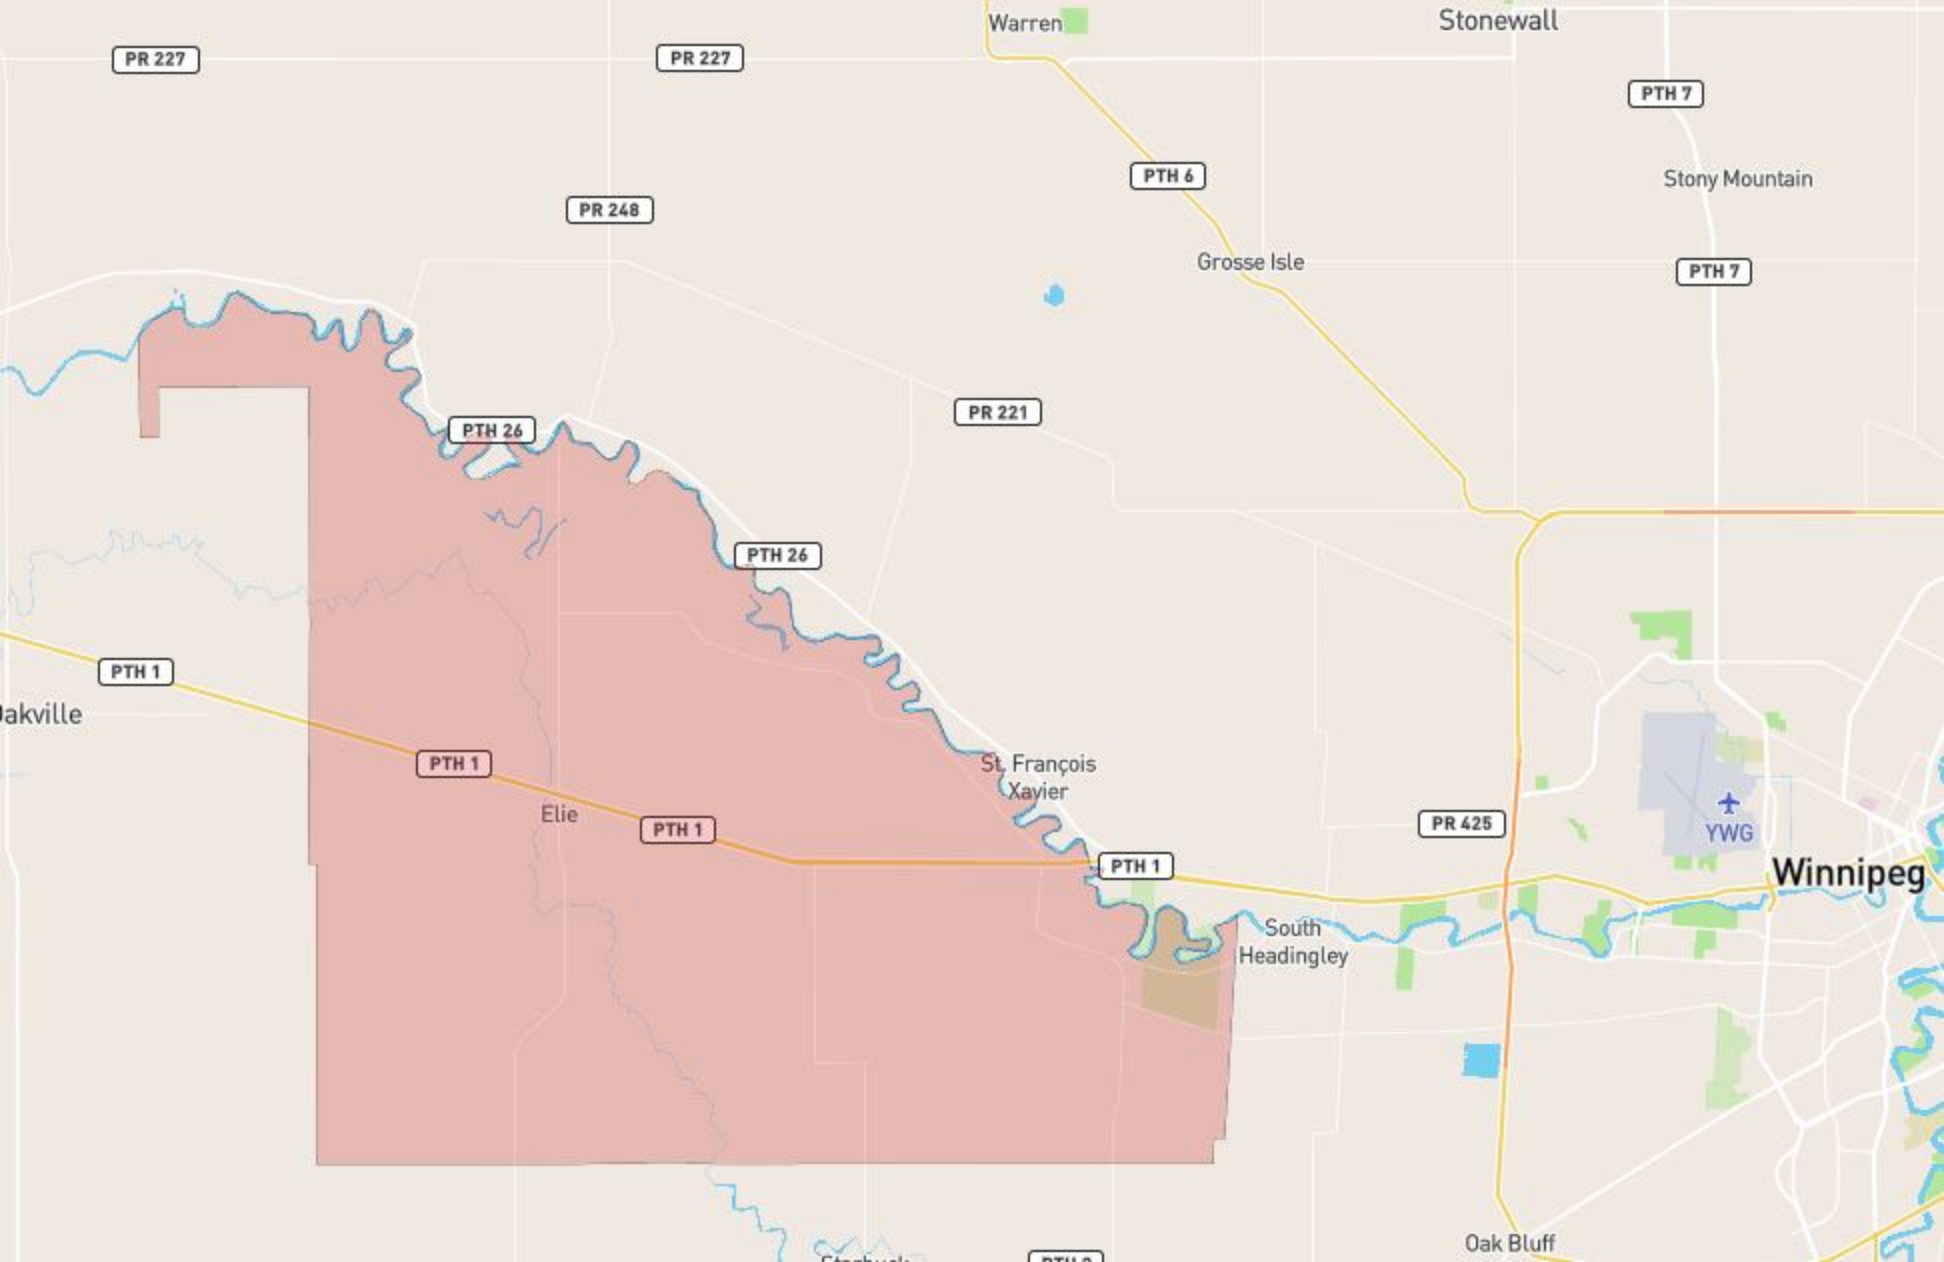 Warren
Stonewall
PR 227
PR 227
PTH 7
PTH 6
Stony Mountain
PR 248
Grosse Isle
PTH 7
PR 221
PTH 26
PTH 26
PTH 1
akville
PTH 1
St. François
Xavier
Elie
PTH 1
PR 425
YWG
PTH 1
Winnipeg
South
Headingley
Oak Bluff